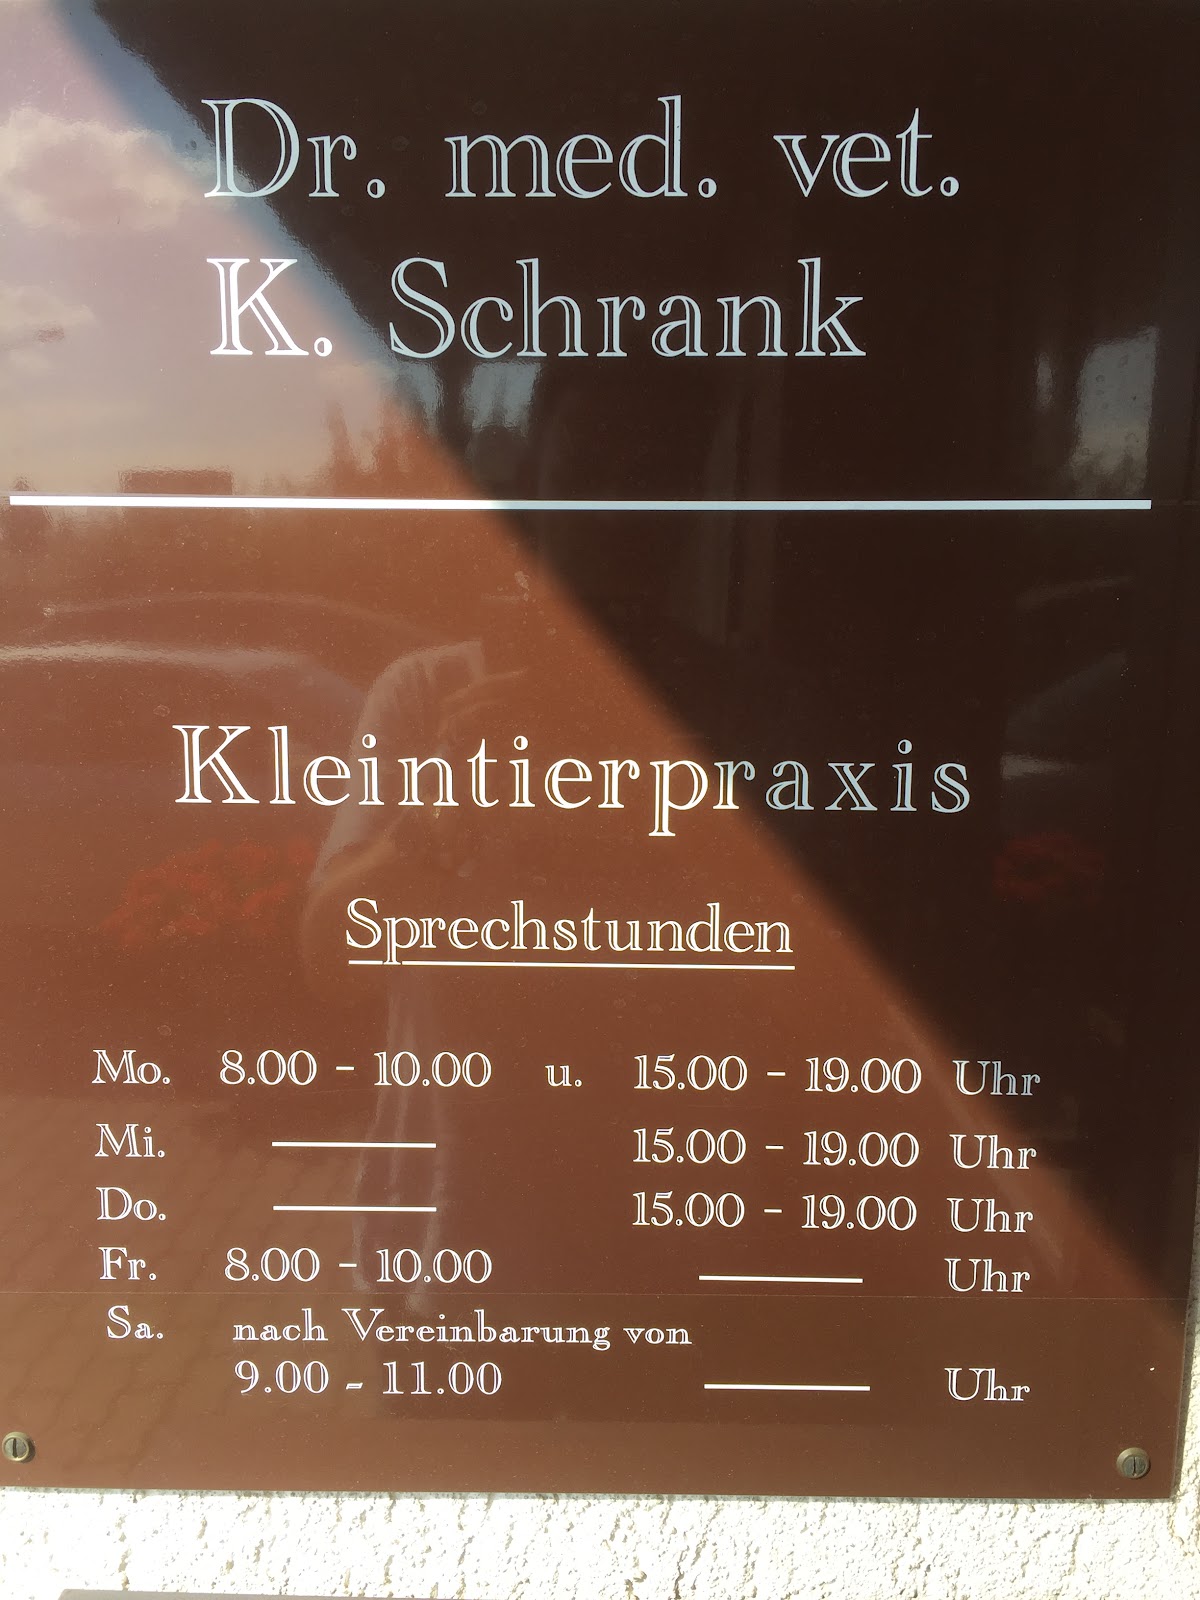 Dr. med. vet.
K. Schrank
Kleintierpraxis
Sprechstunden
Mo. 8.00 - 10.00 u. 15.00 - 19.00 Uhr
Mi. —— 15.00 - 19.00 Uhr
Do. —— 15.00 - 19.00 Uhr
Fr. 8.00 - 10.00 —— Uhr
Sa. nach Vereinbarung von
9.00 - 11.00 —— Uhr